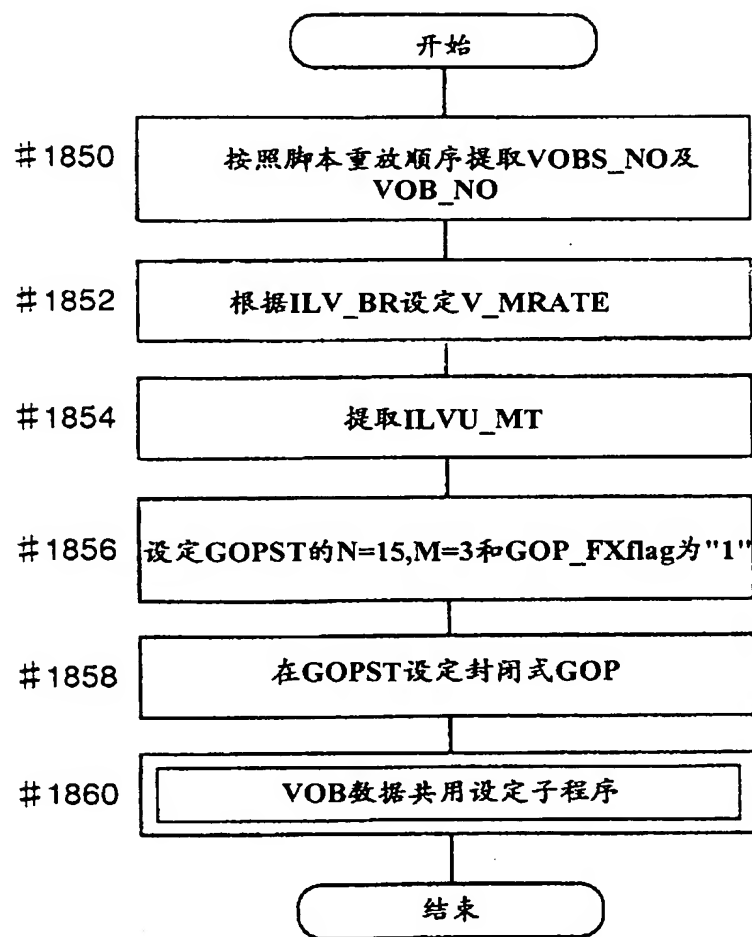 开始
#1850
按照脚本重放顺序提取VOBS_NO及
VOB_NO
#1852
根据ILV_BR设定V_MRATE
#1854
提取ILVU_MT
#1856
设定GOPST的N=15,M=3和GOP_FXflag为"1"
#1858
在GOPST设定封闭式GOP
#1860
VOB数据共用设定子程序
结束